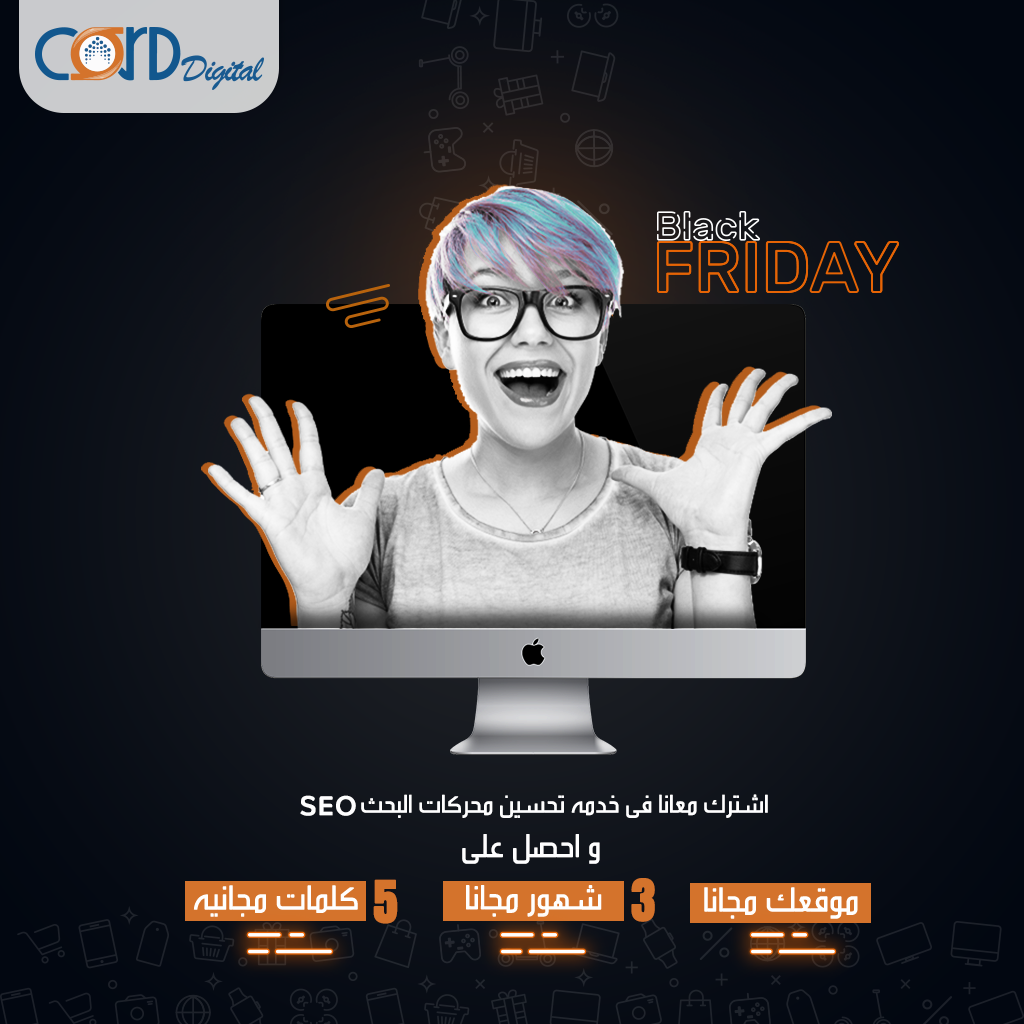 CORD Digital
Black
FRIDAY
اشترك معانا فى خدمه تحسين محركات البحث SEO
و احصل على
موقعك مجانا
3 شهور مجانا
5 كلمات مجانيه